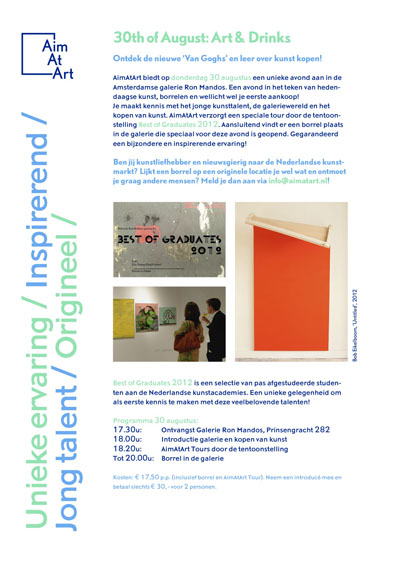 Aim
At
Art
30th of August: Art & Drinks
Ontdek de nieuwe 'Van Goghs' en leer over kunst kopen!
AimAtArt biedt op donderdag 30 augustus een unieke avond aan in de
Amsterdamse galerie Ron Mandos. Een avond in het teken van heden-
daagse kunst, borrelen en wellicht wel je eerste aankoop!
Je maakt kennis met het jonge kunsttalent, de galeriewereld en het
kopen van kunst. AimAtArt verzorgt een speciale tour door de tentoon-
stelling Best of Graduates 2012. Aansluitend vindt er een borrel plaats
in de galerie die speciaal voor deze avond is geopend. Gegarandeerd
een bijzondere en inspirerende ervaring!
Ben jij kunstliefhebber en nieuwsgierig naar de Nederlandse kunst-
markt? Lijkt een borrel op een originele locatie je wel wat en ontmoet
je graag andere mensen? Meld je dan aan via info@aimatart.nl!
Unieke ervaring / Inspirerend /
Jong talent / Origineel /
BEST OF GRADUATES
2012
Bob Eikelboom, 'Untitled', 2012
Best of Graduates 2012 is een selectie van pas afgestudeerde studen-
ten aan de Nederlandse kunstacademies. Een unieke gelegenheid om
als eerste kennis te maken met deze veelbelovende talenten!
Programma 30 augustus:
17.30u: Ontvangst Galerie Ron Mandos, Prinsengracht 282
18.00u: Introductie galerie en kopen van kunst
18.20u: AimAtArt Tours door de tentoonstelling
Tot 20.00u: Borrel in de galerie
Kosten: € 17,50 p.p. (inclusief borrel en AimAtArt Tour). Neem een introducé mee en
betaal slechts € 30,- voor 2 personen.